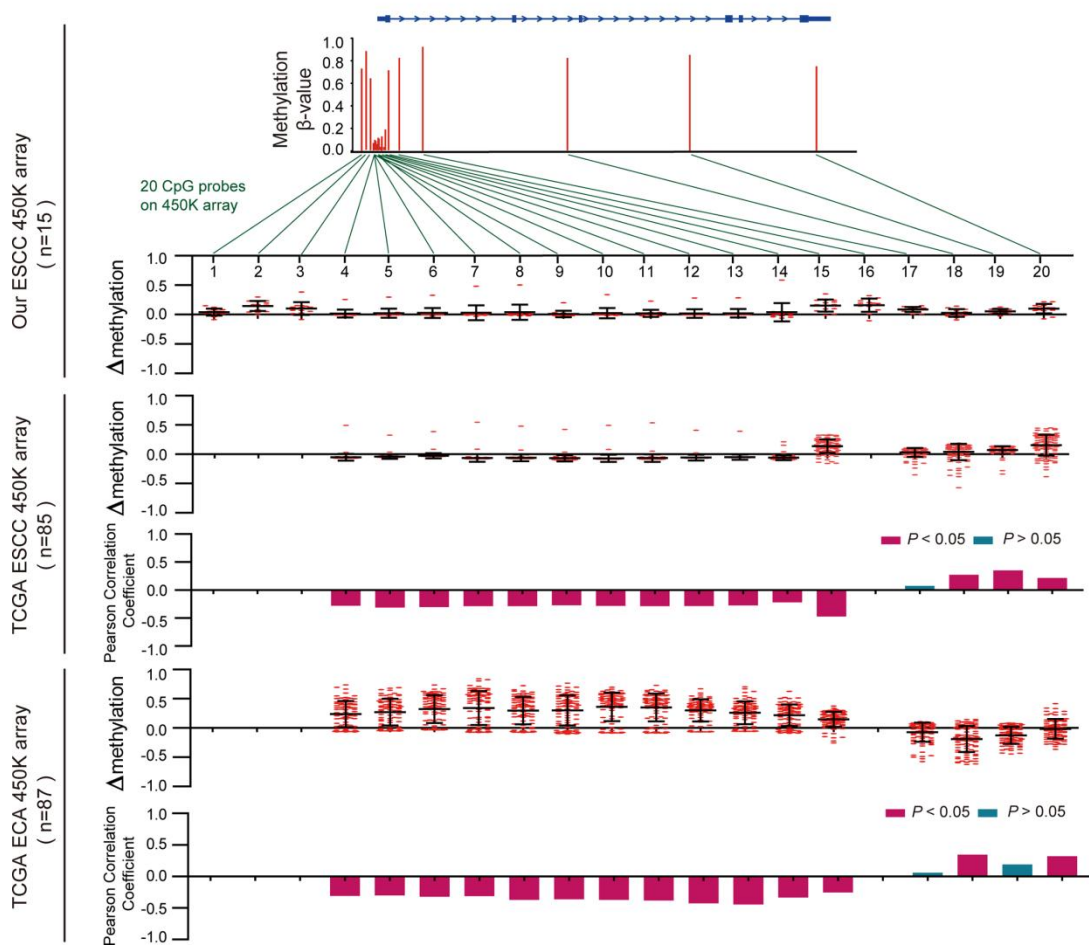 Our ESCC 450K array
( n=15)
Methylation
β-value
1.0
0.8
0.6
0.4
0.2
0.0
20 CpG probes
on 450K array
Δmethylation
1.0
0.5
0.0
-0.5
-1.0
1 2 3 4 5 6 7 8 9 10 11 12 13 14 15 16 17 18 19 20
TCGA ESCC 450K array
( n=85)
Δmethylation
1.0
0.5
0.0
-0.5
-1.0
Pearson Correlation
Coefficient
1.0
0.5
0.0
-0.5
-1.0
P < 0.05 P > 0.05
TCGA ECA 450K array
( n=87)
Δmethylation
1.0
0.5
0.0
-0.5
-1.0
Pearson Correlation
Coefficient
1.0
0.5
0.0
-0.5
-1.0
P < 0.05 P > 0.05